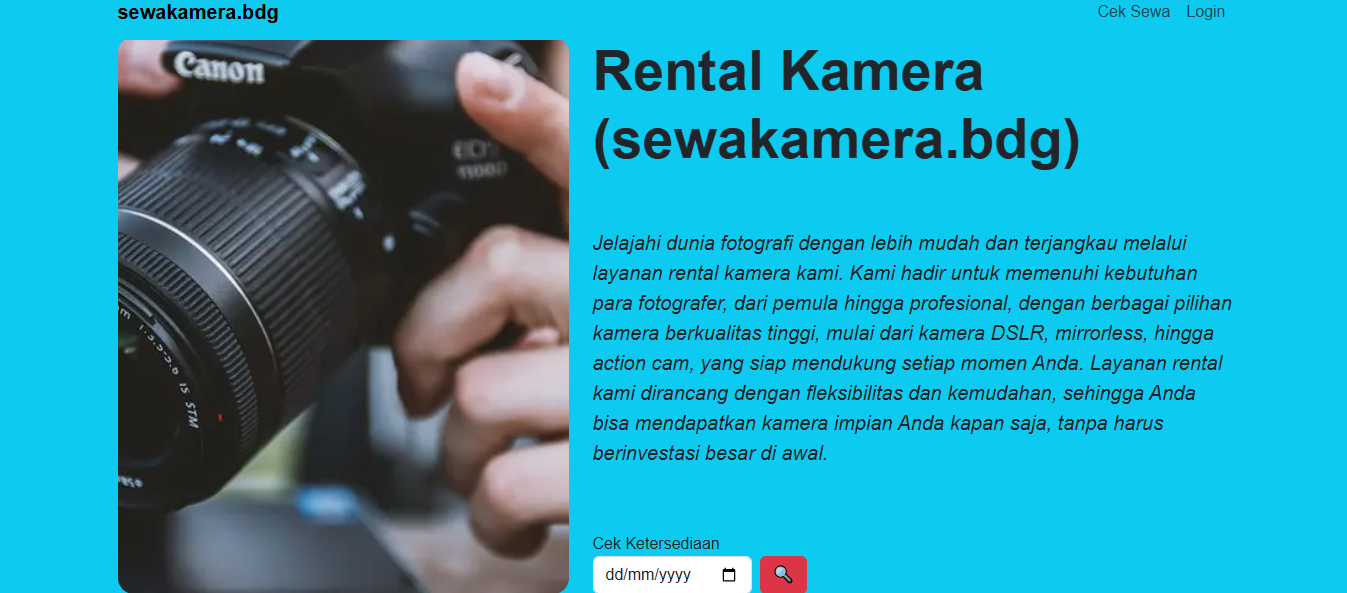 sewakamera.bdg
Cek Sewa
Login
Canon
EOS
1100D
IS STM
Rental Kamera
(sewakamera.bdg)
Jelajahi dunia fotografi dengan lebih mudah dan terjangkau melalui
layanan rental kamera kami. Kami hadir untuk memenuhi kebutuhan
para fotografer, dari pemula hingga profesional, dengan berbagai pilihan
kamera berkualitas tinggi, mulai dari kamera DSLR, mirrorless, hingga
action cam, yang siap mendukung setiap momen Anda. Layanan rental
kami dirancang dengan fleksibilitas dan kemudahan, sehingga Anda
bisa mendapatkan kamera impian Anda kapan saja, tanpa harus
berinvestasi besar di awal.
Cek Ketersediaan
dd/mm/yyyy